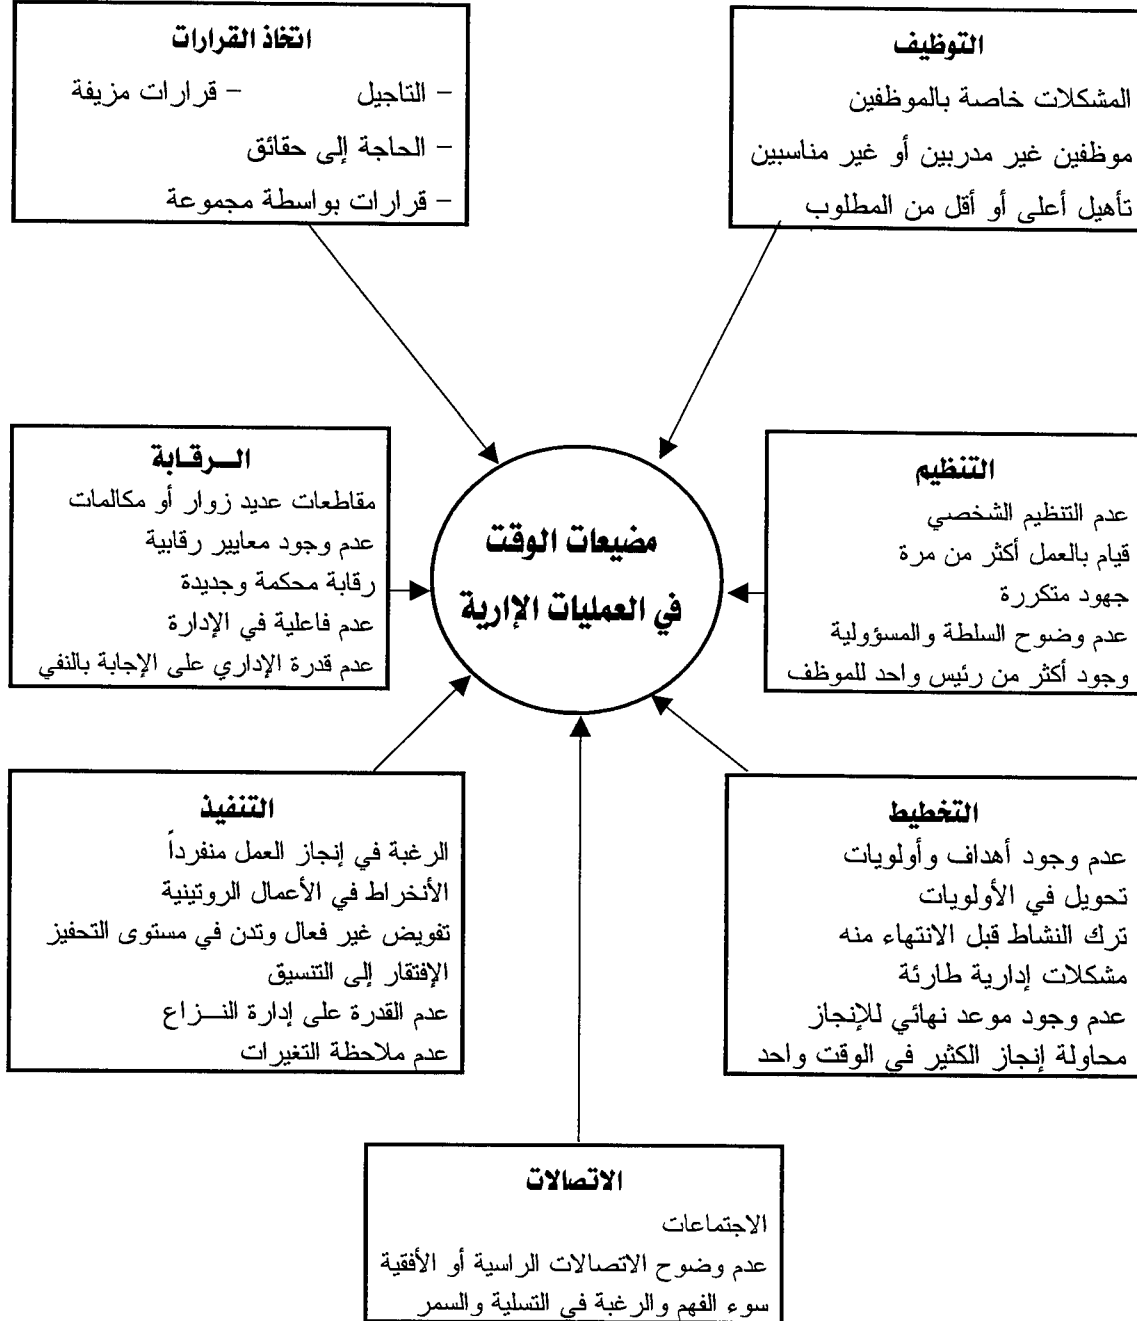 التوظيف
المشكلات خاصة بالموظفين
موظفين غير مدربين أو غير مناسبين
تأهيل أعلى أو أقل من المطلوب
اتخاذ القرارات
- التاجيل - قرارات مزيفة
- الحاجة إلى حقائق
- قرارات بواسطة مجموعة
التنظيم
عدم التنظيم الشخصي
قيام بالعمل أكثر من مرة
جهود متكررة
عدم وضوح السلطة والمسؤولية
وجود أكثر من رئيس واحد للموظف
مضيعات الوقت
في العمليات الإارية
الـــرقـابة
مقاطعات عديد زوار أو مكالمات
عدم وجود معايير رقابية
رقابة محكمة وجديدة
عدم فاعلية في الإدارة
عدم قدرة الإداري على الإجابة بالنفي
التخطيط
عدم وجود أهداف وأولويات
تحويل في الأولويات
ترك النشاط قبل الانتهاء منه
مشكلات إدارية طارئة
عدم وجود موعد نهائي للإنجاز
محاولة إنجاز الكثير في الوقت واحد
التنفيذ
الرغبة في إنجاز العمل منفرداً
الأنخراط في الأعمال الروتينية
تفويض غير فعال وتدن في مستوى التحفيز
الإفتقار إلى التنسيق
عدم القدرة على إدارة النـــزاع
عدم ملاحظة التغيرات
الاتصالات
الاجتماعات
عدم وضوح الاتصالات الراسية أو الأفقية
سوء الفهم والرغبة في التسلية والسمر